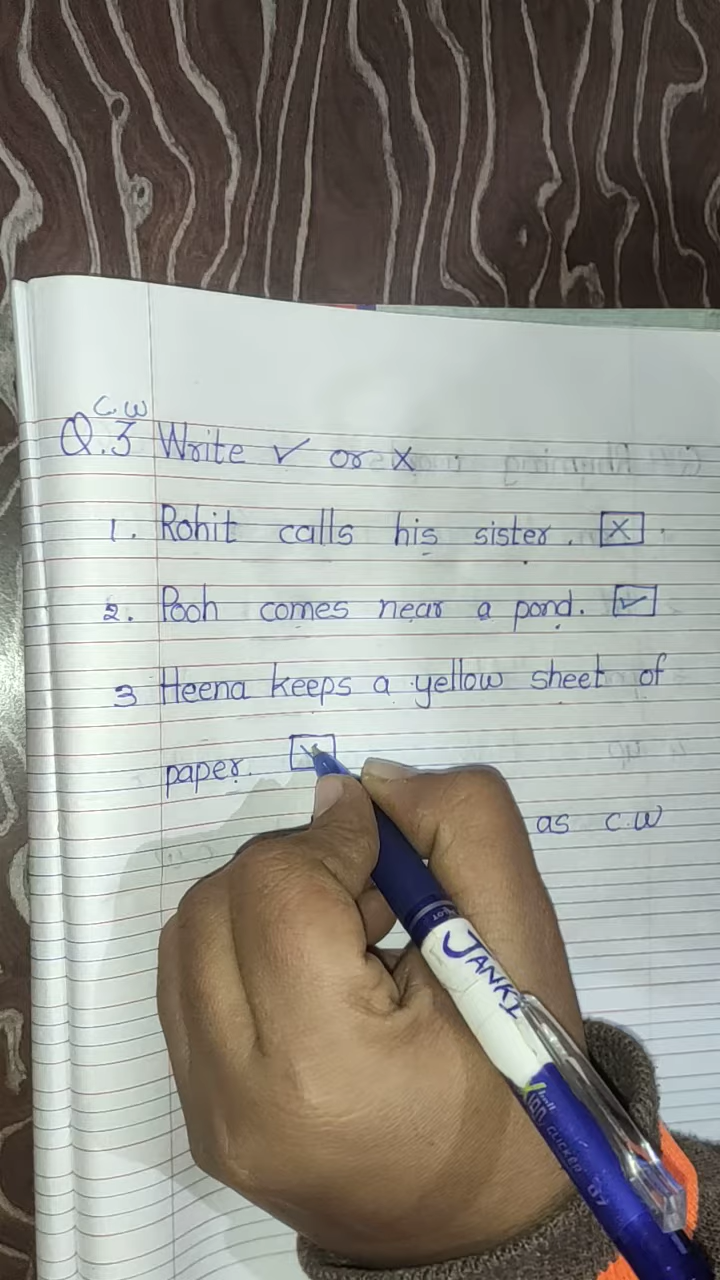 C.W
Q.3 Write ✓ or x
1. Rohit calls his sister. x
2. Pooh comes near a pond. ✓
3 Heena keeps a yellow sheet of
paper.
as C.W
JANKI